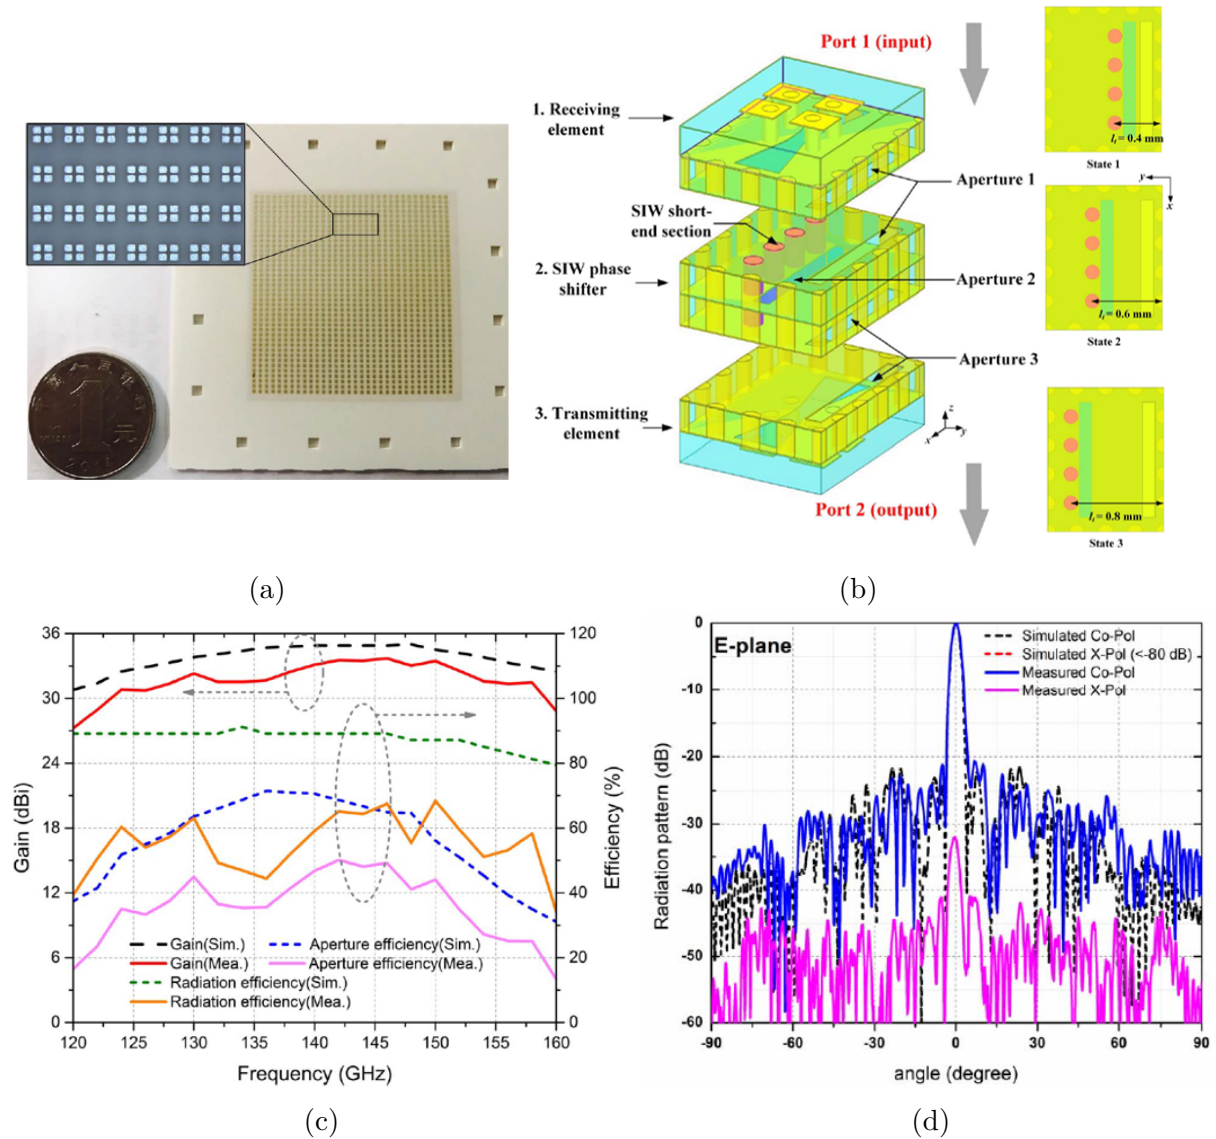 Port 1 (input)
1. Receiving
element
Aperture 1
SIW short-
end section
2. SIW phase
shifter
Aperture 2
Aperture 3
3. Transmitting
element
z
x
y
Port 2 (output)
lᵢ = 0.4 mm
State 1
y
x
lᵢ = 0.6 mm
State 2
lᵢ = 0.8 mm
State 3
(a)
(b)
36
30
24
18
12
6
0
Gain (dBi)
120
100
80
60
40
20
0
Efficiency (%)
Gain(Sim.)
Aperture efficiency(Sim.)
Gain(Mea.)
Aperture efficiency(Mea.)
Radiation efficiency(Sim.)
Radiation efficiency(Mea.)
120 125 130 135 140 145 150 155 160
Frequency (GHz)
(c)
E-plane
Simulated Co-Pol
Simulated X-Pol (<-80 dB)
Measured Co-Pol
Measured X-Pol
0
-10
-20
-30
-40
-50
-60
Radiation pattern (dB)
-90 -60 -30 0 30 60 90
angle (degree)
(d)